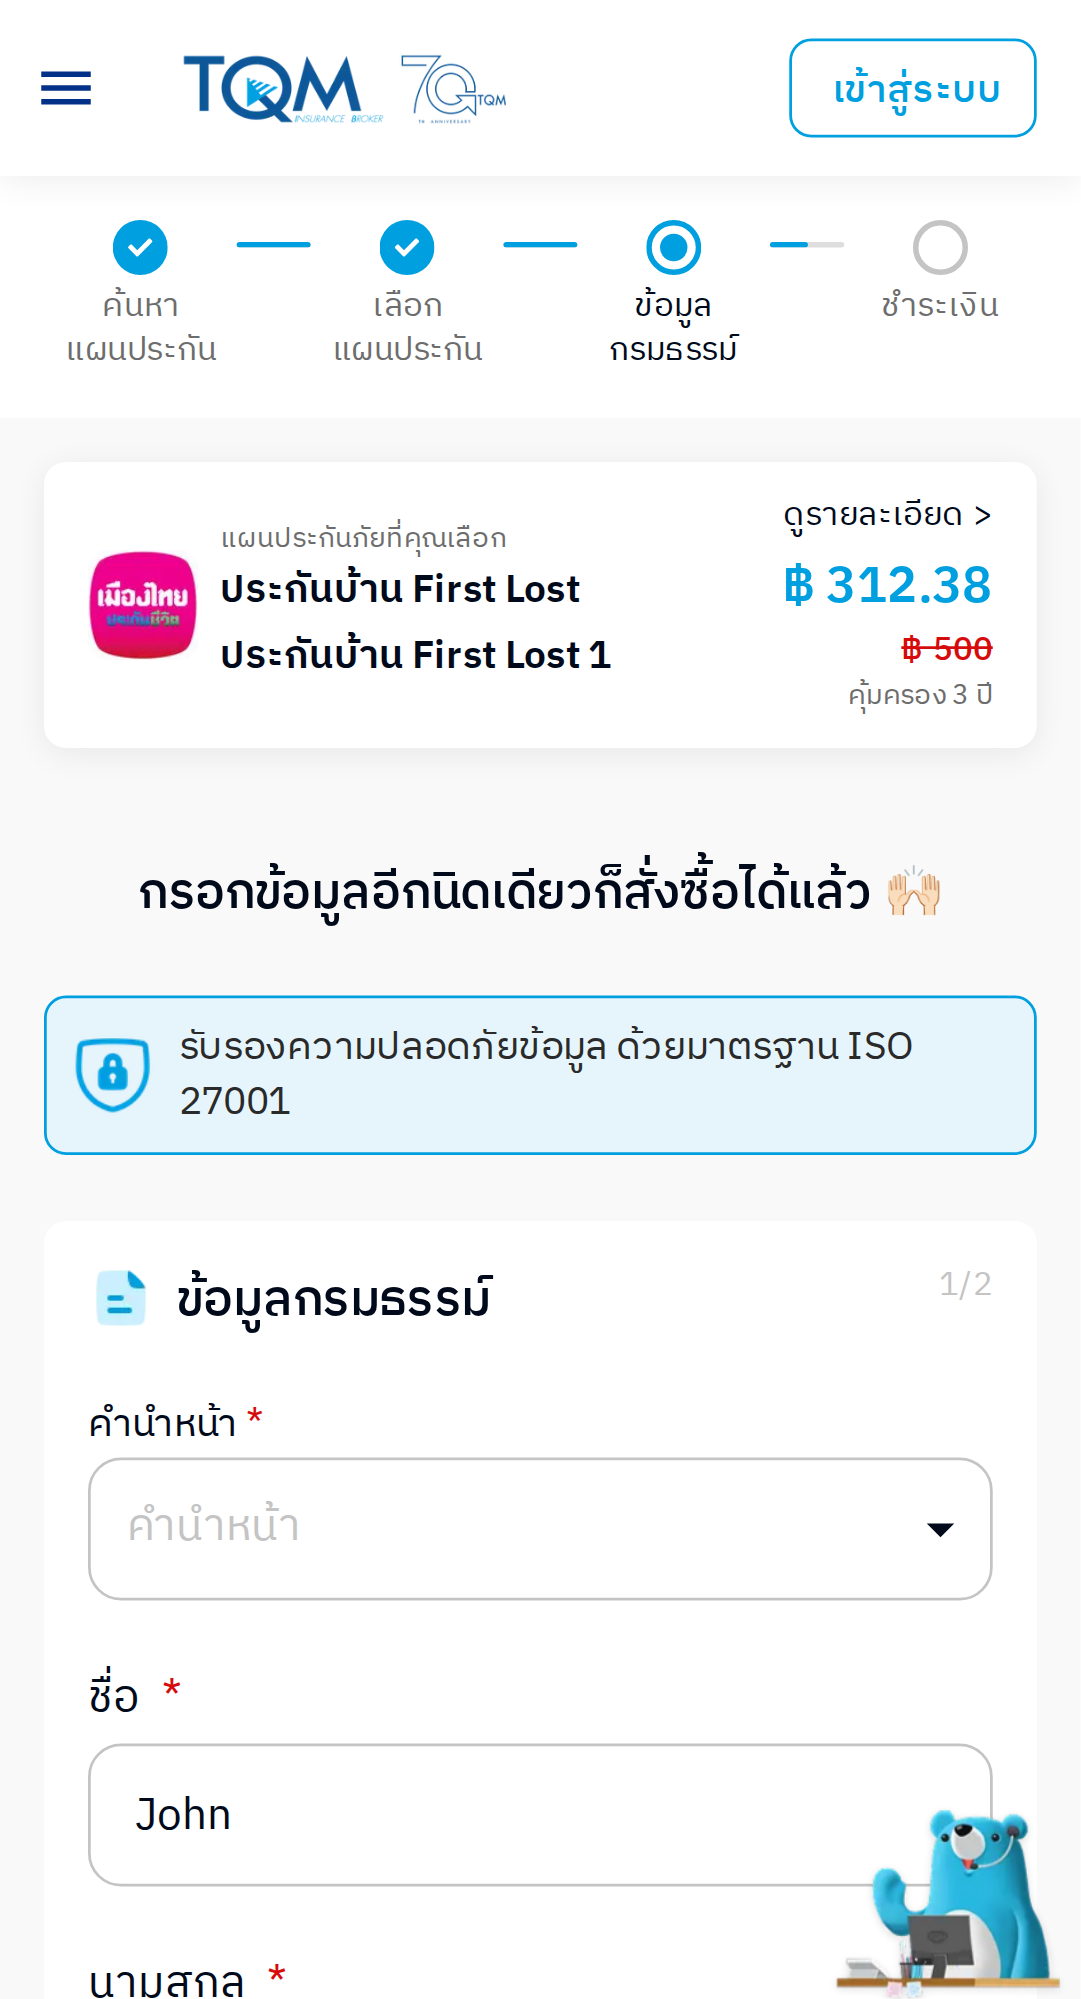 TQM
INSURANCE BROKER
70 TQM
TH ANNIVERSARY
เข้าสู่ระบบ
ค้นหา
แผนประกัน
เลือก
แผนประกัน
ข้อมูล
กรมธรรม์
ชำระเงิน
ดูรายละเอียด >
แผนประกันภัยที่คุณเลือก
ประกันบ้าน First Lost
ประกันบ้าน First Lost 1
เมืองไทย
ประกันชีวิต
฿ 312.38
฿ 500
คุ้มครอง 3 ปี
กรอกข้อมูลอีกนิดเดียวก็สั่งซื้อได้แล้ว 🙌🏻
รับรองความปลอดภัยข้อมูล ด้วยมาตรฐาน ISO
27001
ข้อมูลกรมธรรม์
1/2
คำนำหน้า *
คำนำหน้า
ชื่อ *
John
นามสกุล *